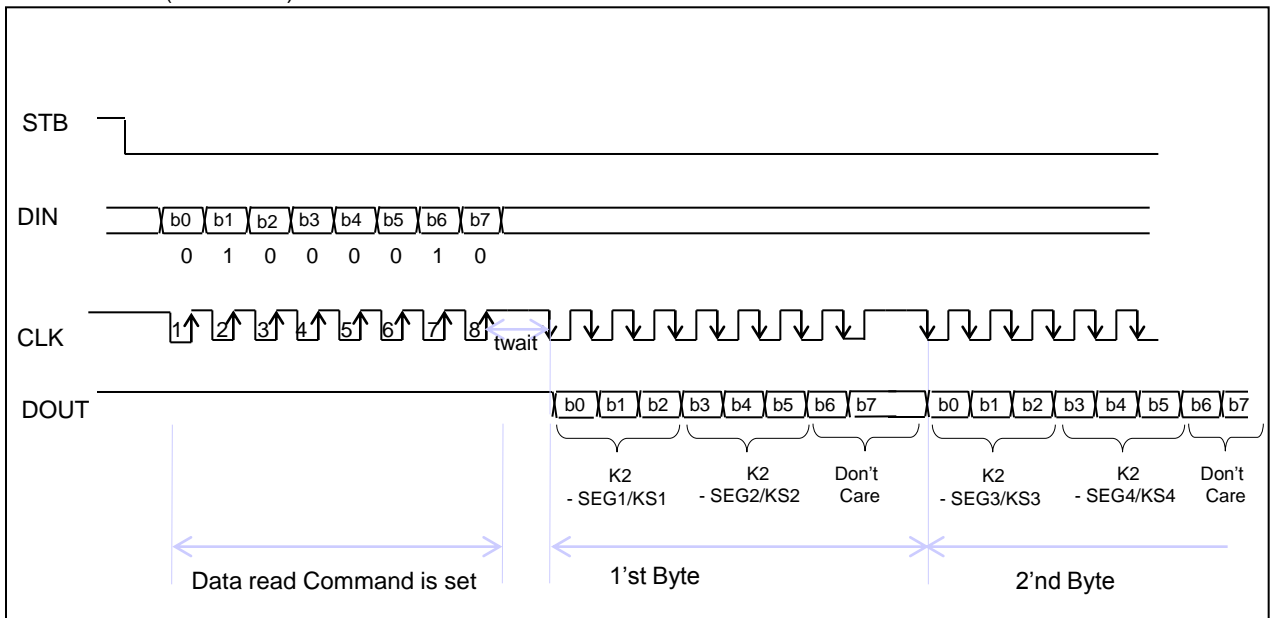 STB
DIN b0 b1 b2 b3 b4 b5 b6 b7
0 1 0 0 0 0 1 0
CLK 1 2 3 4 5 6 7 8
twait
DOUT b0 b1 b2 b3 b4 b5 b6 b7 b0 b1 b2 b3 b4 b5 b6 b7
K2 K2 Don't K2 K2 Don't
- SEG1/KS1 - SEG2/KS2 Care - SEG3/KS3 - SEG4/KS4 Care
Data read Command is set 1'st Byte 2'nd Byte